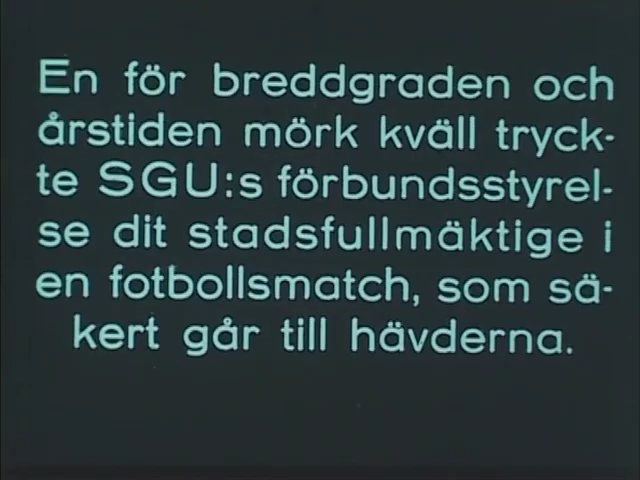 En för breddgraden och
årstiden mörk kväll tryck-
te SGU:s förbundsstyrel-
se dit stadsfullmäktige i
en fotbollsmatch, som sä-
kert går till hävderna.